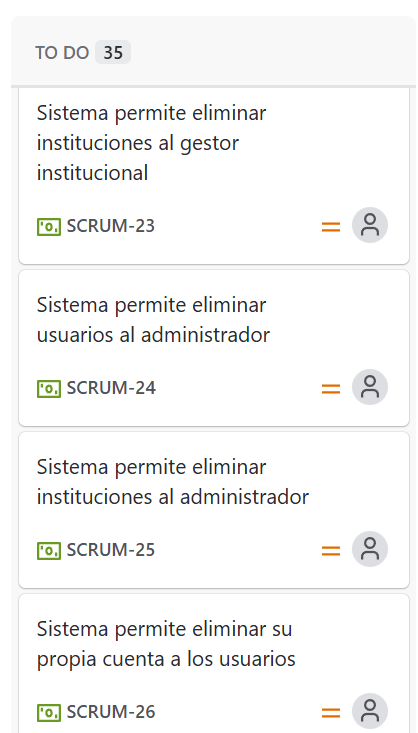 TO DO 35
Sistema permite eliminar
instituciones al gestor
institucional
SCRUM-23
Sistema permite eliminar
usuarios al administrador
SCRUM-24
Sistema permite eliminar
instituciones al administrador
SCRUM-25
Sistema permite eliminar su
propia cuenta a los usuarios
SCRUM-26